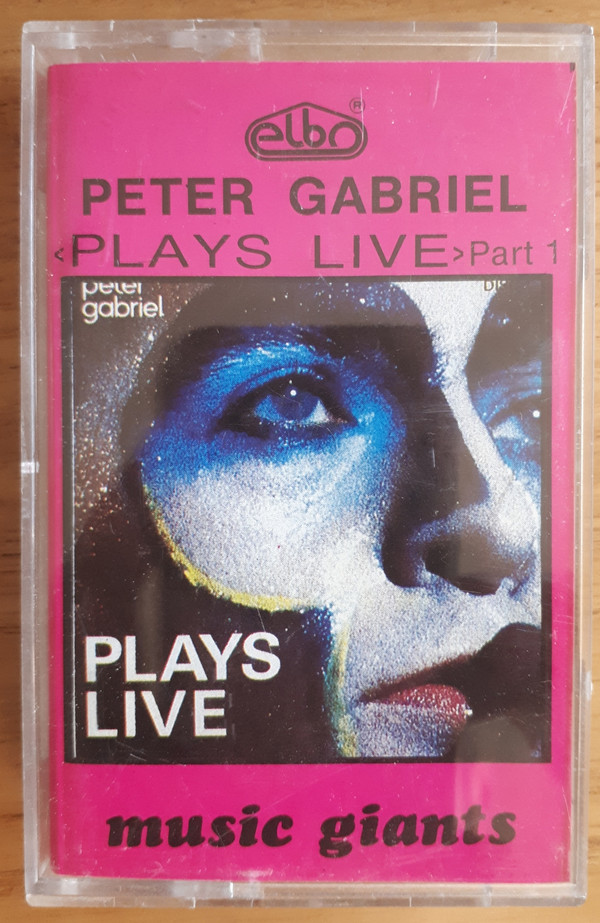 elbo ®
PETER GABRIEL
<PLAYS LIVE> Part 1
peter
gabriel
PLAYS
LIVE
music giants